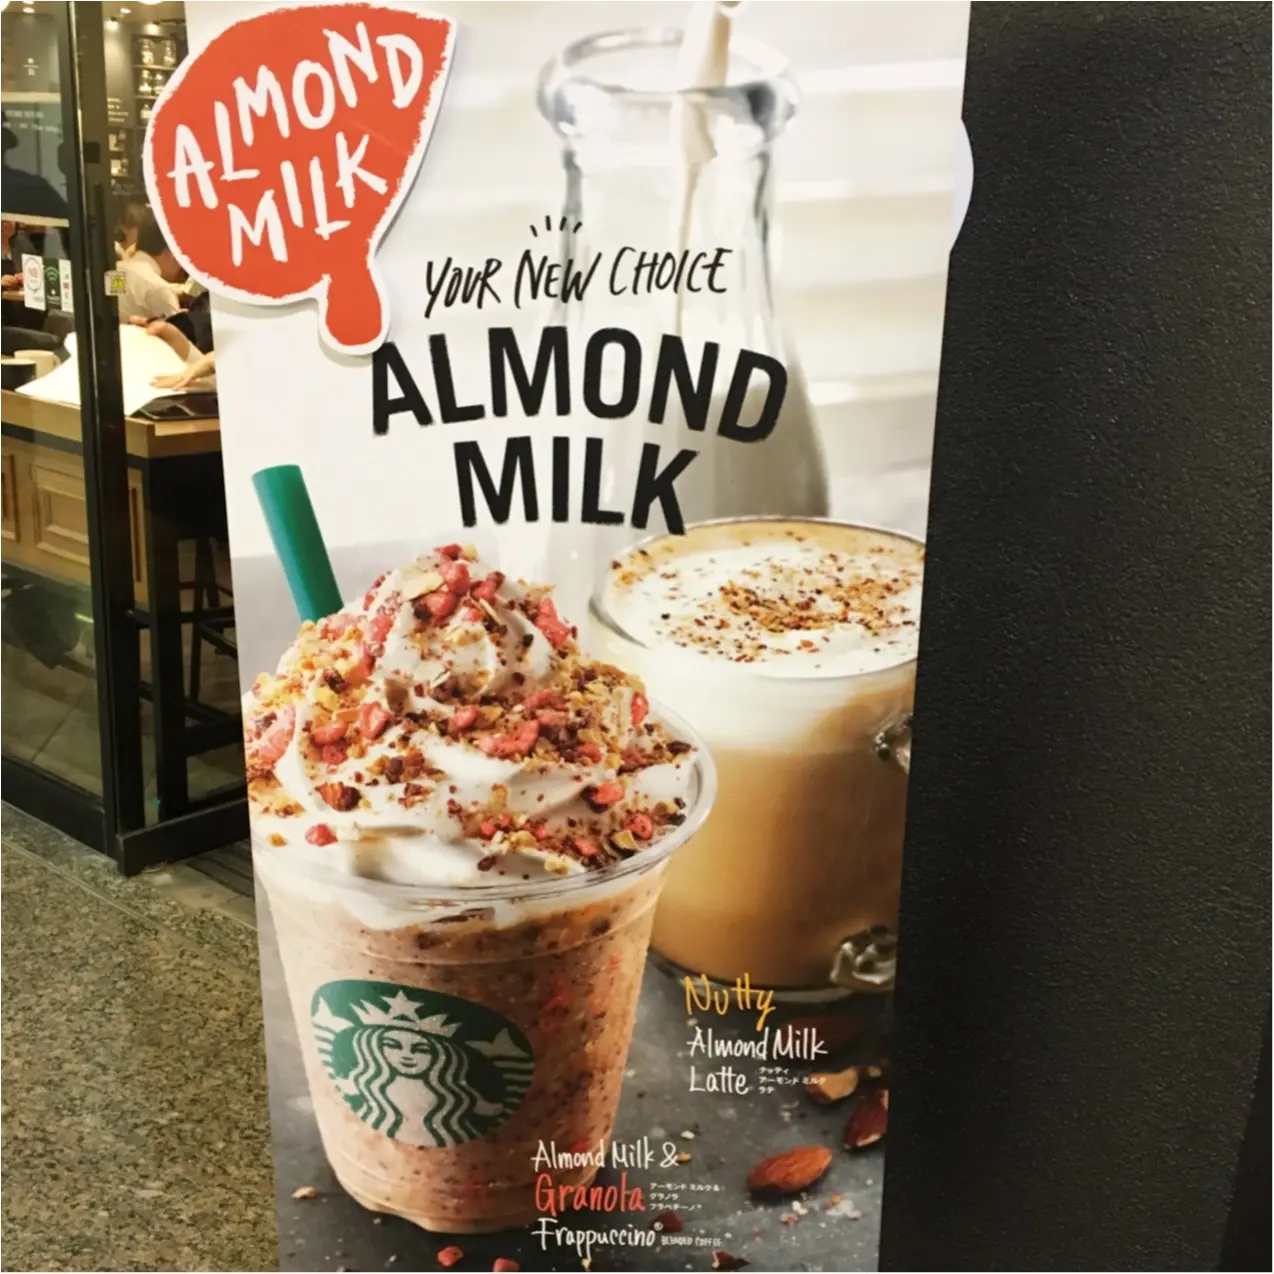 ALMOND
MILK
YOUR NEW CHOICE
ALMOND
MILK
Nutty
Almond Milk
Latte
ナッティ
アーモンド ミルク
ラテ
Almond Milk &
Granola
Frappuccino®
アーモンド ミルク &
グラノラ
フラペチーノ®
BLENDED COFFEE